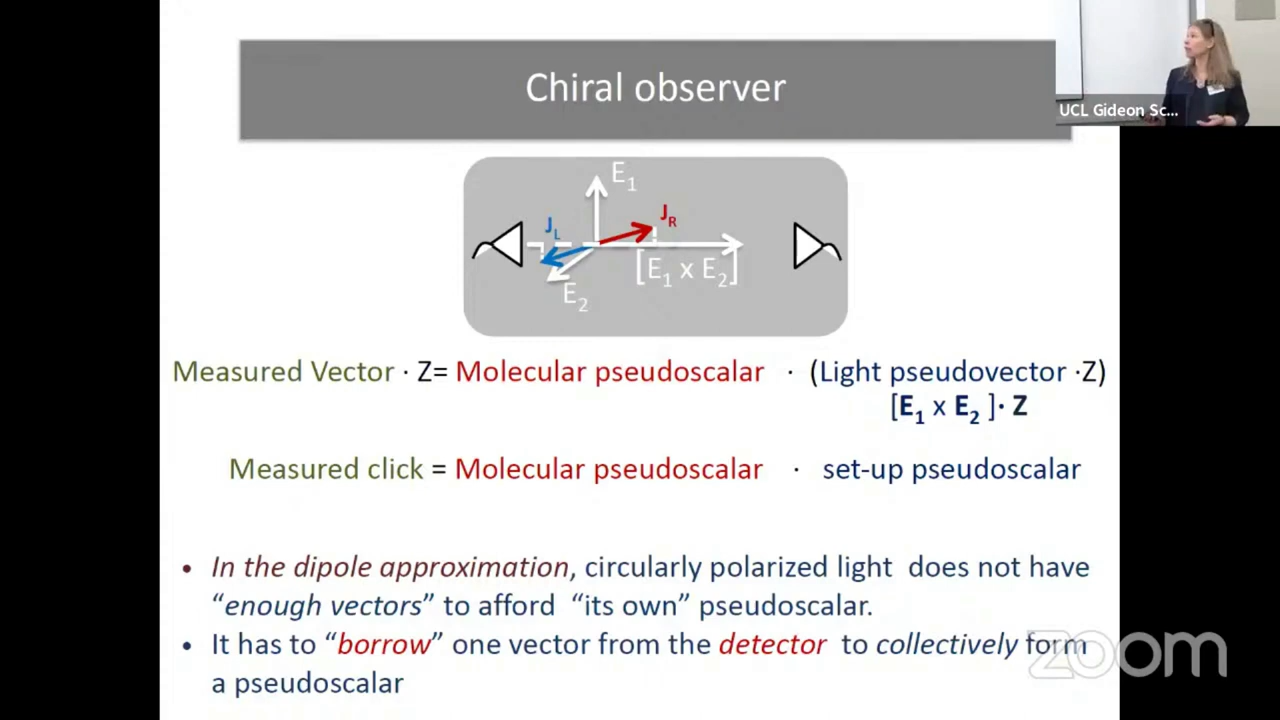 Chiral observer
UCL Gideon Sc...
E1
JL
JR
[E1 x E2]
E2
Measured Vector · Z= Molecular pseudoscalar · (Light pseudovector ·Z)
[E1 x E2 ]· Z
Measured click = Molecular pseudoscalar · set-up pseudoscalar
• In the dipole approximation, circularly polarized light does not have
“enough vectors” to afford “its own” pseudoscalar.
• It has to “borrow” one vector from the detector to collectively form
a pseudoscalar
zoom